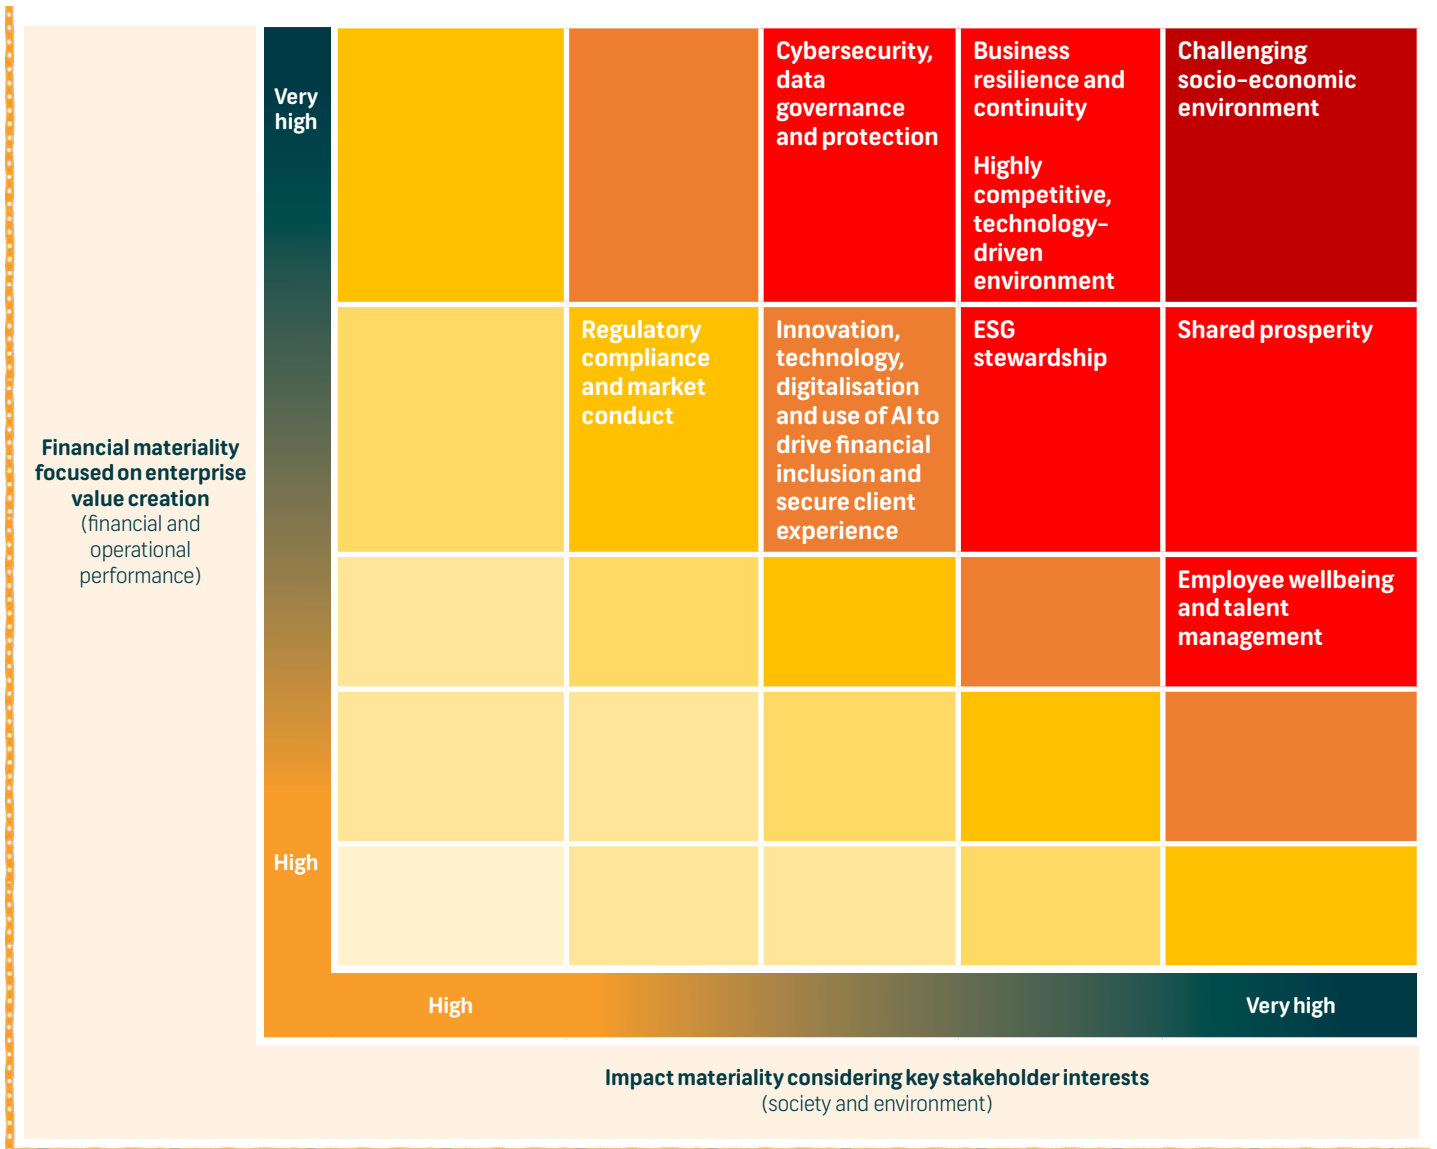 Very
high
Cybersecurity,
data
governance
and protection
Business
resilience and
continuity
Highly
competitive,
technology-
driven
environment
Challenging
socio-economic
environment
Regulatory
compliance
and market
conduct
Innovation,
technology,
digitalisation
and use of AI to
drive financial
inclusion and
secure client
experience
ESG
stewardship
Shared prosperity
Financial materiality
focused on enterprise
value creation
(financial and
operational
performance)
Employee wellbeing
and talent
management
High
High
Very high
Impact materiality considering key stakeholder interests
(society and environment)